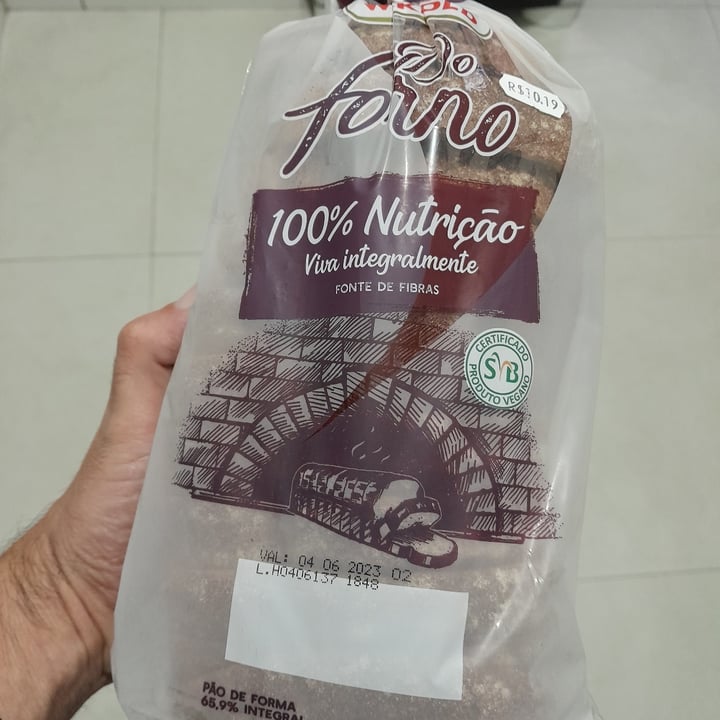 Ao
forno
R$10.19
100% Nutrição
Viva integralmente
FONTE DE FIBRAS
CERTIFICADO
SVB
PRODUTO VEGANO
VAL: 04 06 2023 02
L.H0406137 1848
PÃO DE FORMA
65,9% INTEGRAL